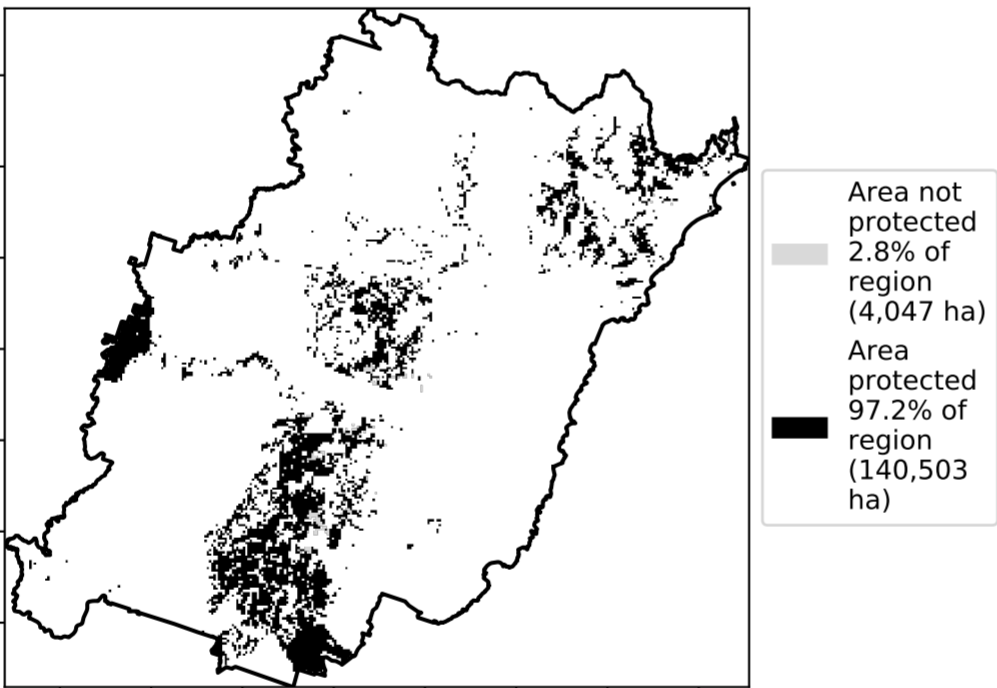 Area not
protected
2.8% of
region
(4,047 ha)
Area
protected
97.2% of
region
(140,503
ha)